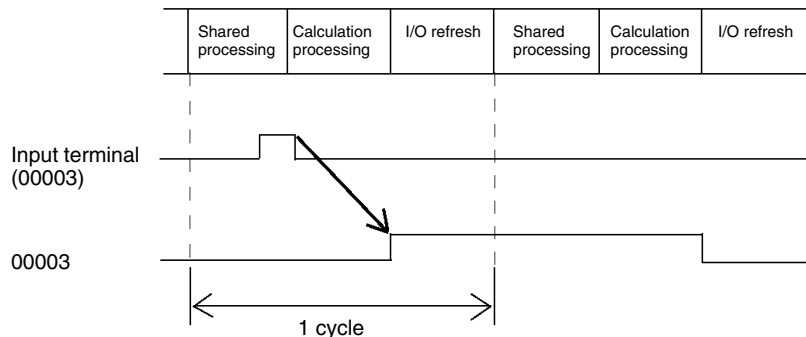 Shared
processing
Calculation
processing
I/O refresh
Shared
processing
Calculation
processing
I/O refresh
Input terminal
(00003)
00003
1 cycle